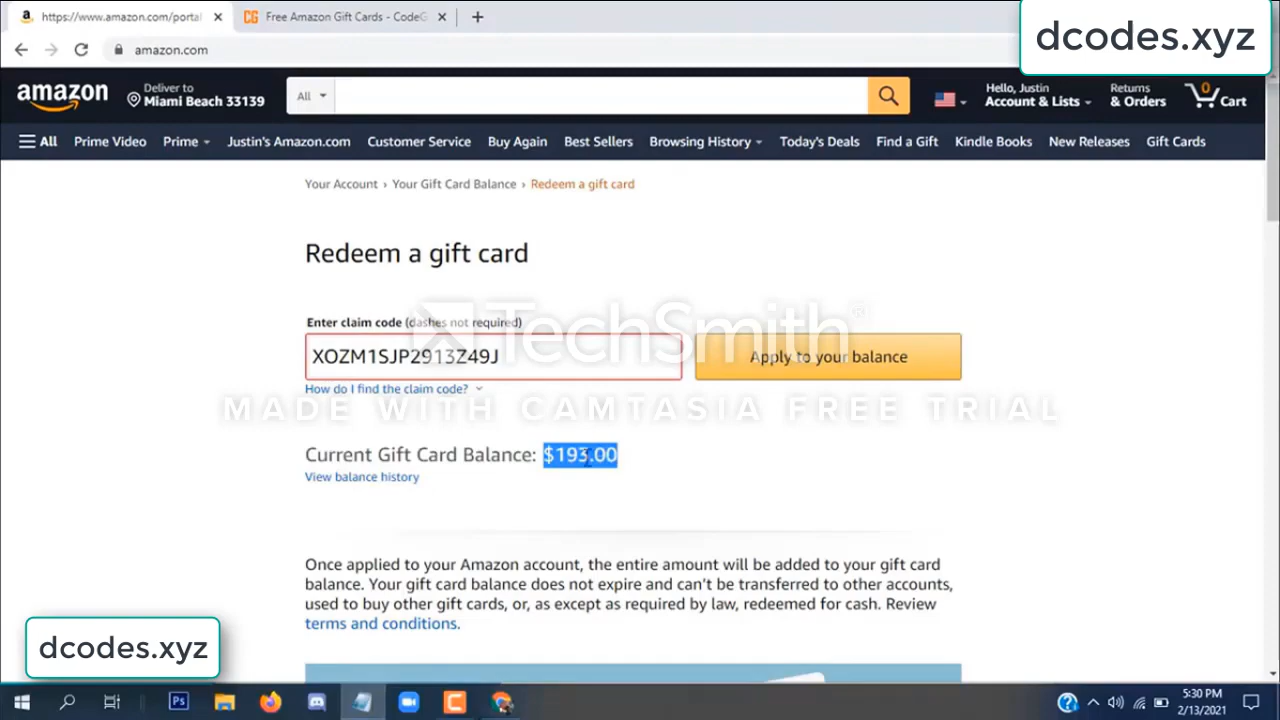 https://www.amazon.com/porta
Free Amazon Gift Cards - CodeG
amazon.com
dcodes.xyz
amazon
Deliver to
Miami Beach 33139
All
Hello, Justin
Account & Lists
Returns
& Orders
0
Cart
All
Prime Video
Prime
Justin's Amazon.com
Customer Service
Buy Again
Best Sellers
Browsing History
Today's Deals
Find a Gift
Kindle Books
New Releases
Gift Cards
Your Account › Your Gift Card Balance › Redeem a gift card
Redeem a gift card
TechSmith®
Enter claim code (dashes not required)
XOZM1SJP2913Z49J
Apply to your balance
How do I find the claim code?
MADE WITH CAMTASIA FREE TRIAL
Current Gift Card Balance: $193.00
View balance history
Once applied to your Amazon account, the entire amount will be added to your gift card
balance. Your gift card balance does not expire and can't be transferred to other accounts,
used to buy other gift cards, or, as except as required by law, redeemed for cash. Review
terms and conditions.
dcodes.xyz
Ps
5:30 PM
2/13/2021